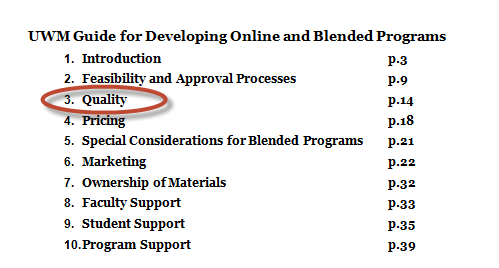 UWM Guide for Developing Online and Blended Programs
1. Introduction p.3
2. Feasibility and Approval Processes p.9
3. Quality p.14
4. Pricing p.18
5. Special Considerations for Blended Programs p.21
6. Marketing p.22
7. Ownership of Materials p.32
8. Faculty Support p.33
9. Student Support p.35
10.Program Support p.39